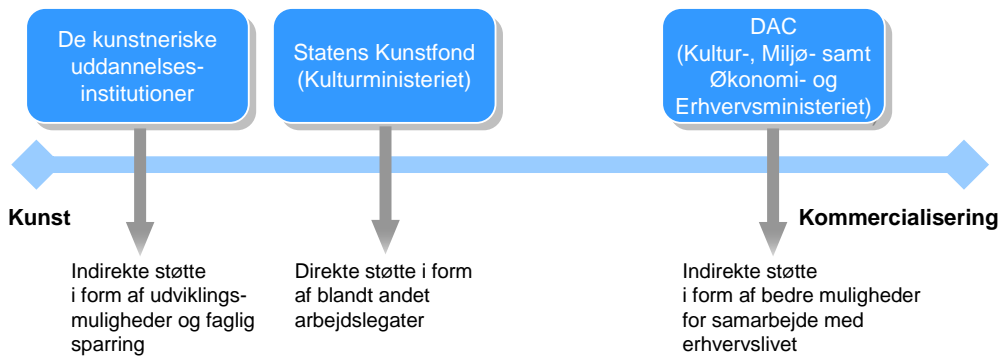 De kunstneriske
uddannelses-
institutioner
Statens Kunstfond
(Kulturministeriet)
DAC
(Kultur-, Miljø- samt
Økonomi- og
Erhvervsministeriet)
Kunst
Kommercialisering
Indirekte støtte
i form af udviklings-
muligheder og faglig
sparring
Direkte støtte i form
af blandt andet
arbejdslegater
Indirekte støtte
i form af bedre muligheder
for samarbejde med
erhvervslivet